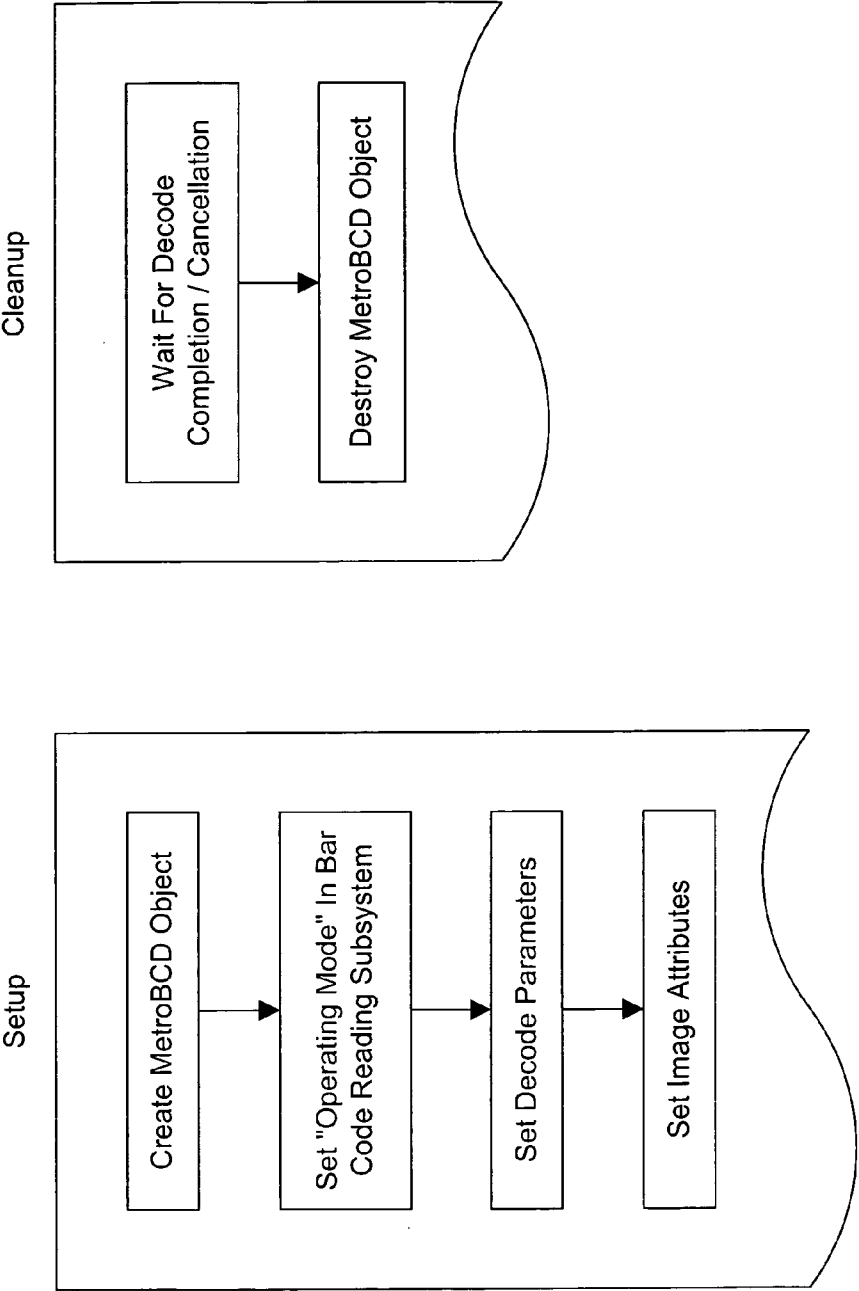 Setup
Create MetroBCD Object
Set "Operating Mode" In Bar
Code Reading Subsystem
Set Decode Parameters
Set Image Attributes
Cleanup
Wait For Decode
Completion / Cancellation
Destroy MetroBCD Object